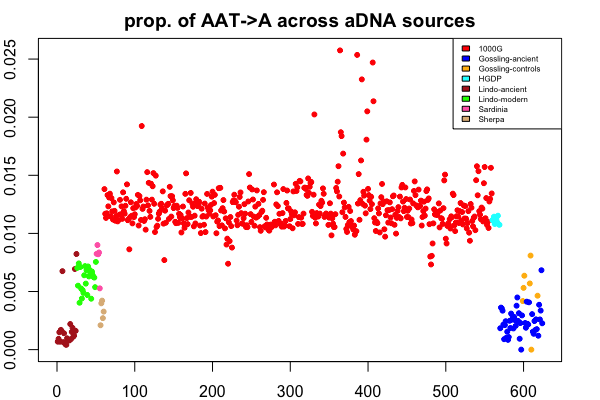 prop. of AAT->A across aDNA sources
1000G
Gossling-ancient
Gossling-controls
HGDP
Lindo-ancient
Lindo-modern
Sardinia
Sherpa
0.025
0.020
0.015
0.010
0.005
0.000
0 100 200 300 400 500 600